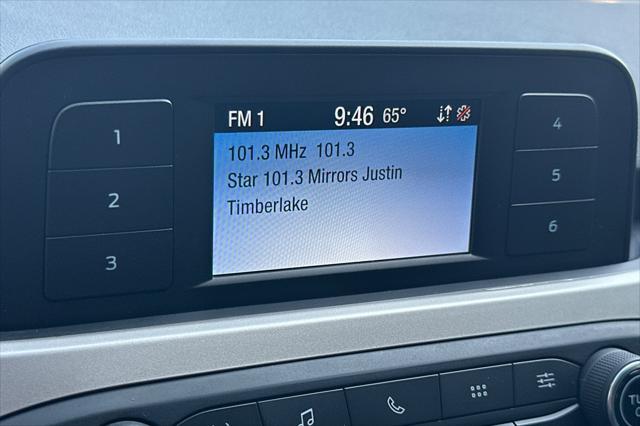 FM 1 9:46 65°
101.3 MHz 101.3
Star 101.3 Mirrors Justin
Timberlake
1
2
3
4
5
6
TU